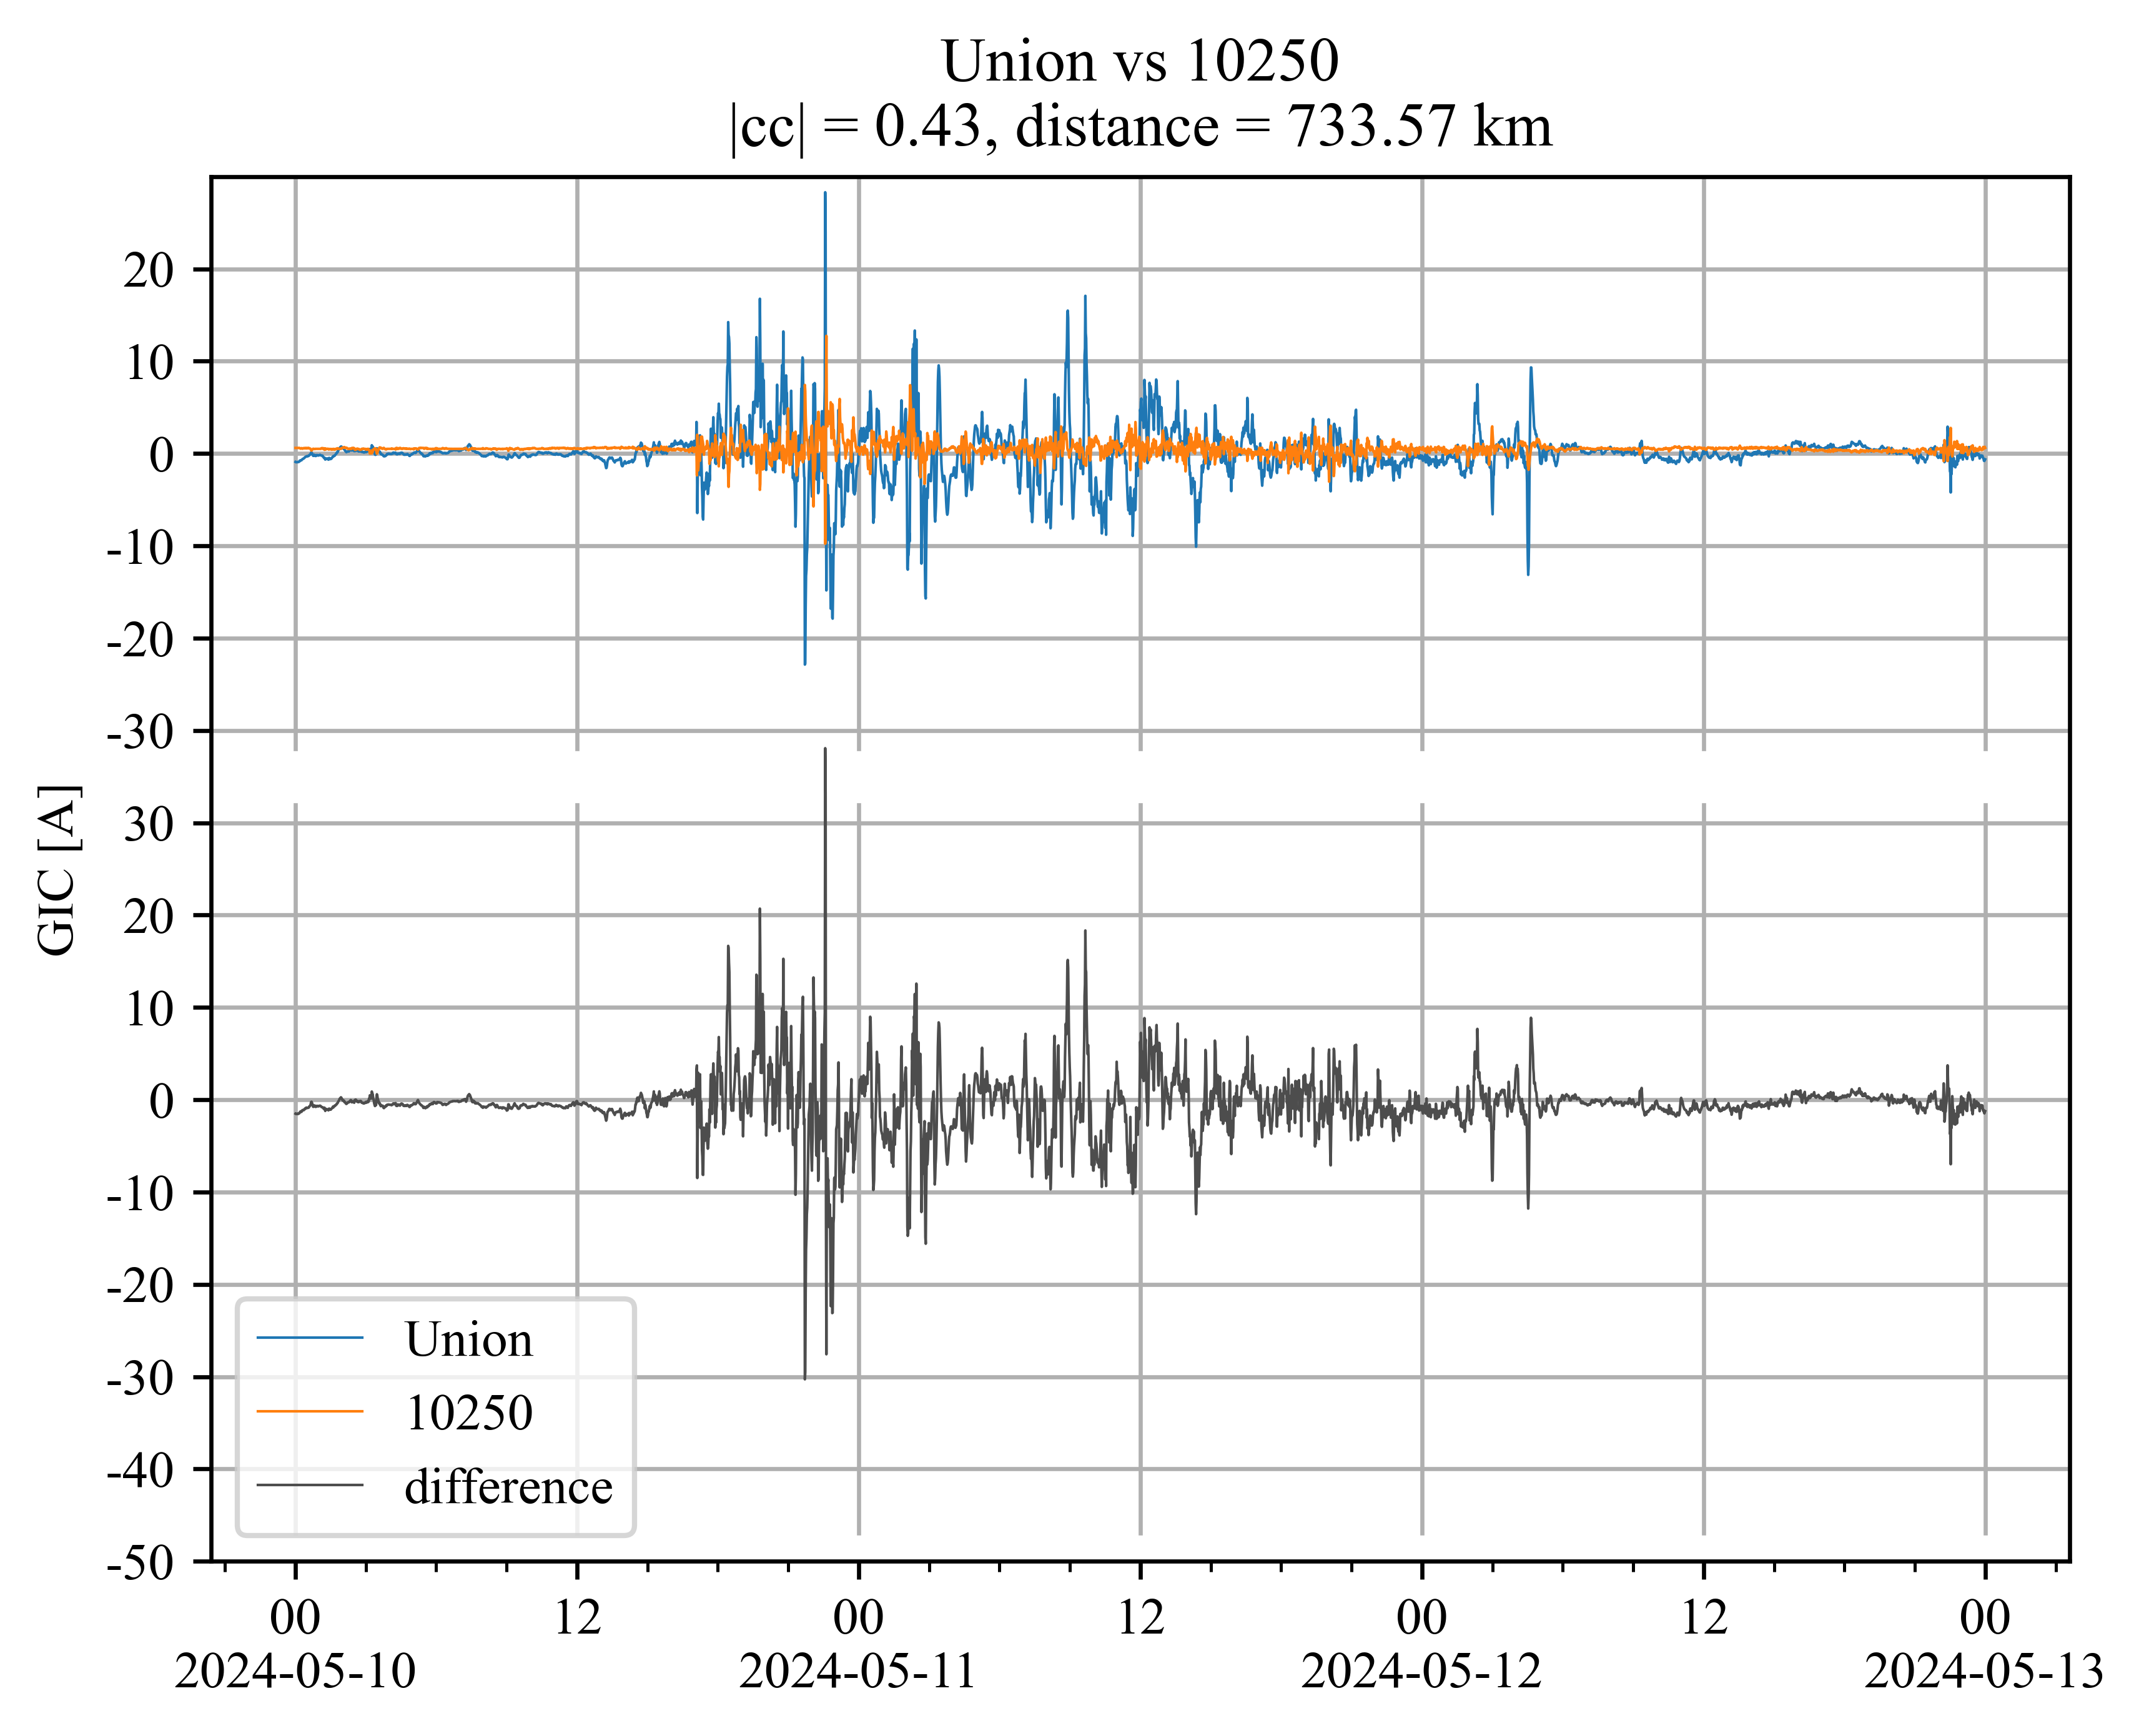 Union vs 10250
|cc| = 0.43, distance = 733.57 km
GIC [A]
20
10
0
-10
-20
-30
30
20
10
0
-10
-20
-30
-40
-50
Union
10250
difference
00 12 00 12 00 12 00
2024-05-10 2024-05-11 2024-05-12 2024-05-13